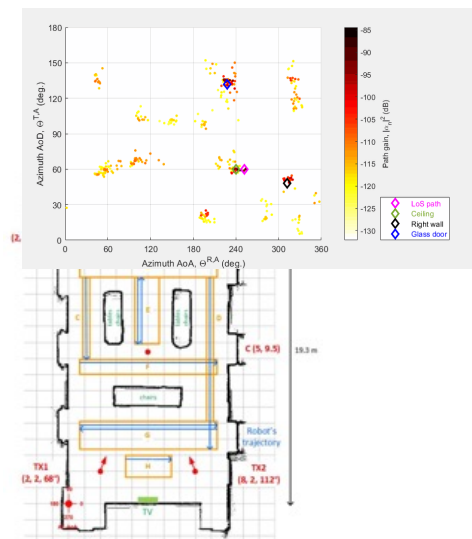 180
150
120
90
60
30
0
0 60 120 180 240 300 360
Azimuth AoD, Θ^T,A (deg.)
Azimuth AoA, Θ^R,A (deg.)
-85
-90
-95
-100
-105
-110
-115
-120
-125
-130
Path gain, |α_n|² (dB)
LoS path
Ceiling
Right wall
Glass door
(2,
C
E
D
C (5, 9.5)
19.3 m
F
chairs
G
Robot's
trajectory
H
TX1
(2, 2, 68°)
TX2
(8, 2, 112°)
TV